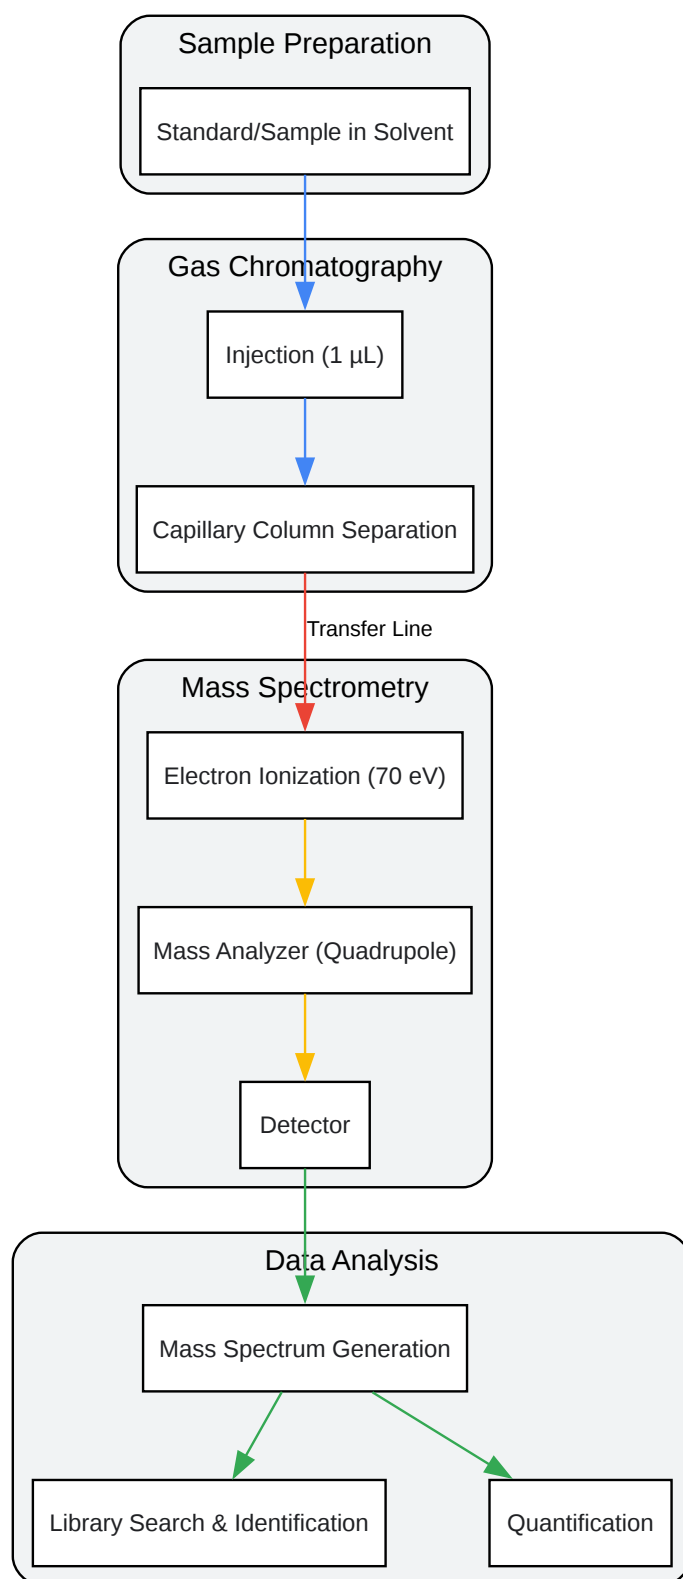 Sample Preparation
Standard/Sample in Solvent
Gas Chromatography
Injection (1 µL)
Capillary Column Separation
Transfer Line
Mass Spectrometry
Electron Ionization (70 eV)
Mass Analyzer (Quadrupole)
Detector
Data Analysis
Mass Spectrum Generation
Library Search & Identification
Quantification